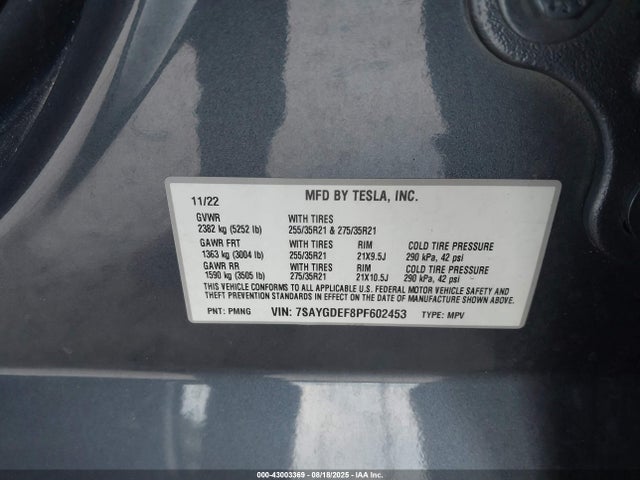 11/22 MFD BY TESLA, INC.
GVWR WITH TIRES
2382 kg (5252 lb) 255/35R21 & 275/35R21
GAWR FRT WITH TIRES RIM COLD TIRE PRESSURE
1363 kg (3004 lb) 255/35R21 21X9.5J 290 kPa, 42 psi
GAWR RR WITH TIRES RIM COLD TIRE PRESSURE
1590 kg (3505 lb) 275/35R21 21X10.5J 290 kPa, 42 psi
THIS VEHICLE CONFORMS TO ALL APPLICABLE U.S. FEDERAL MOTOR VEHICLE SAFETY AND
THEFT PREVENTION STANDARDS IN EFFECT ON THE DATE OF MANUFACTURE SHOWN ABOVE.
PNT: PMNG VIN: 7SAYGDEF8PF602453 TYPE: MPV
000-43003369 - 08/18/2025 - IAA Inc.